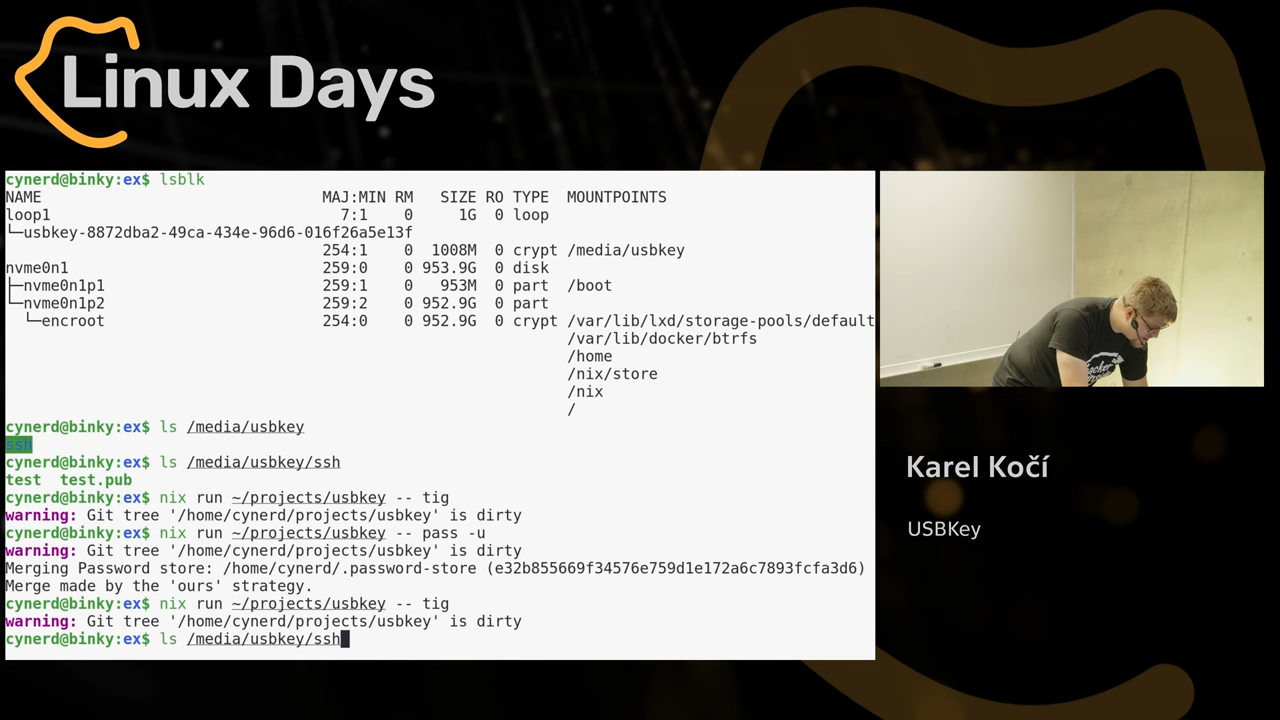 Linux Days
cynerd@binky:ex$ lsblk
NAME MAJ:MIN RM SIZE RO TYPE MOUNTPOINTS
loop1 7:1 0 1G 0 loop
└─usbkey-8872dba2-49ca-434e-96d6-016f26a5e13f
254:1 0 1008M 0 crypt /media/usbkey
nvme0n1 259:0 0 953.9G 0 disk
├─nvme0n1p1 259:1 0 953M 0 part /boot
└─nvme0n1p2 259:2 0 952.9G 0 part
└─encroot 254:0 0 952.9G 0 crypt /var/lib/lxd/storage-pools/default
/var/lib/docker/btrfs
/home
/nix/store
/nix
/
cynerd@binky:ex$ ls /media/usbkey
ssh
cynerd@binky:ex$ ls /media/usbkey/ssh
test test.pub
cynerd@binky:ex$ nix run ~/projects/usbkey -- tig
warning: Git tree '/home/cynerd/projects/usbkey' is dirty
cynerd@binky:ex$ nix run ~/projects/usbkey -- pass -u
warning: Git tree '/home/cynerd/projects/usbkey' is dirty
Merging Password store: /home/cynerd/.password-store (e32b855669f34576e759d1e172a6c7893fcfa3d6)
Merge made by the 'ours' strategy.
cynerd@binky:ex$ nix run ~/projects/usbkey -- tig
warning: Git tree '/home/cynerd/projects/usbkey' is dirty
cynerd@binky:ex$ ls /media/usbkey/ssh
Karel Kočí
USBKey